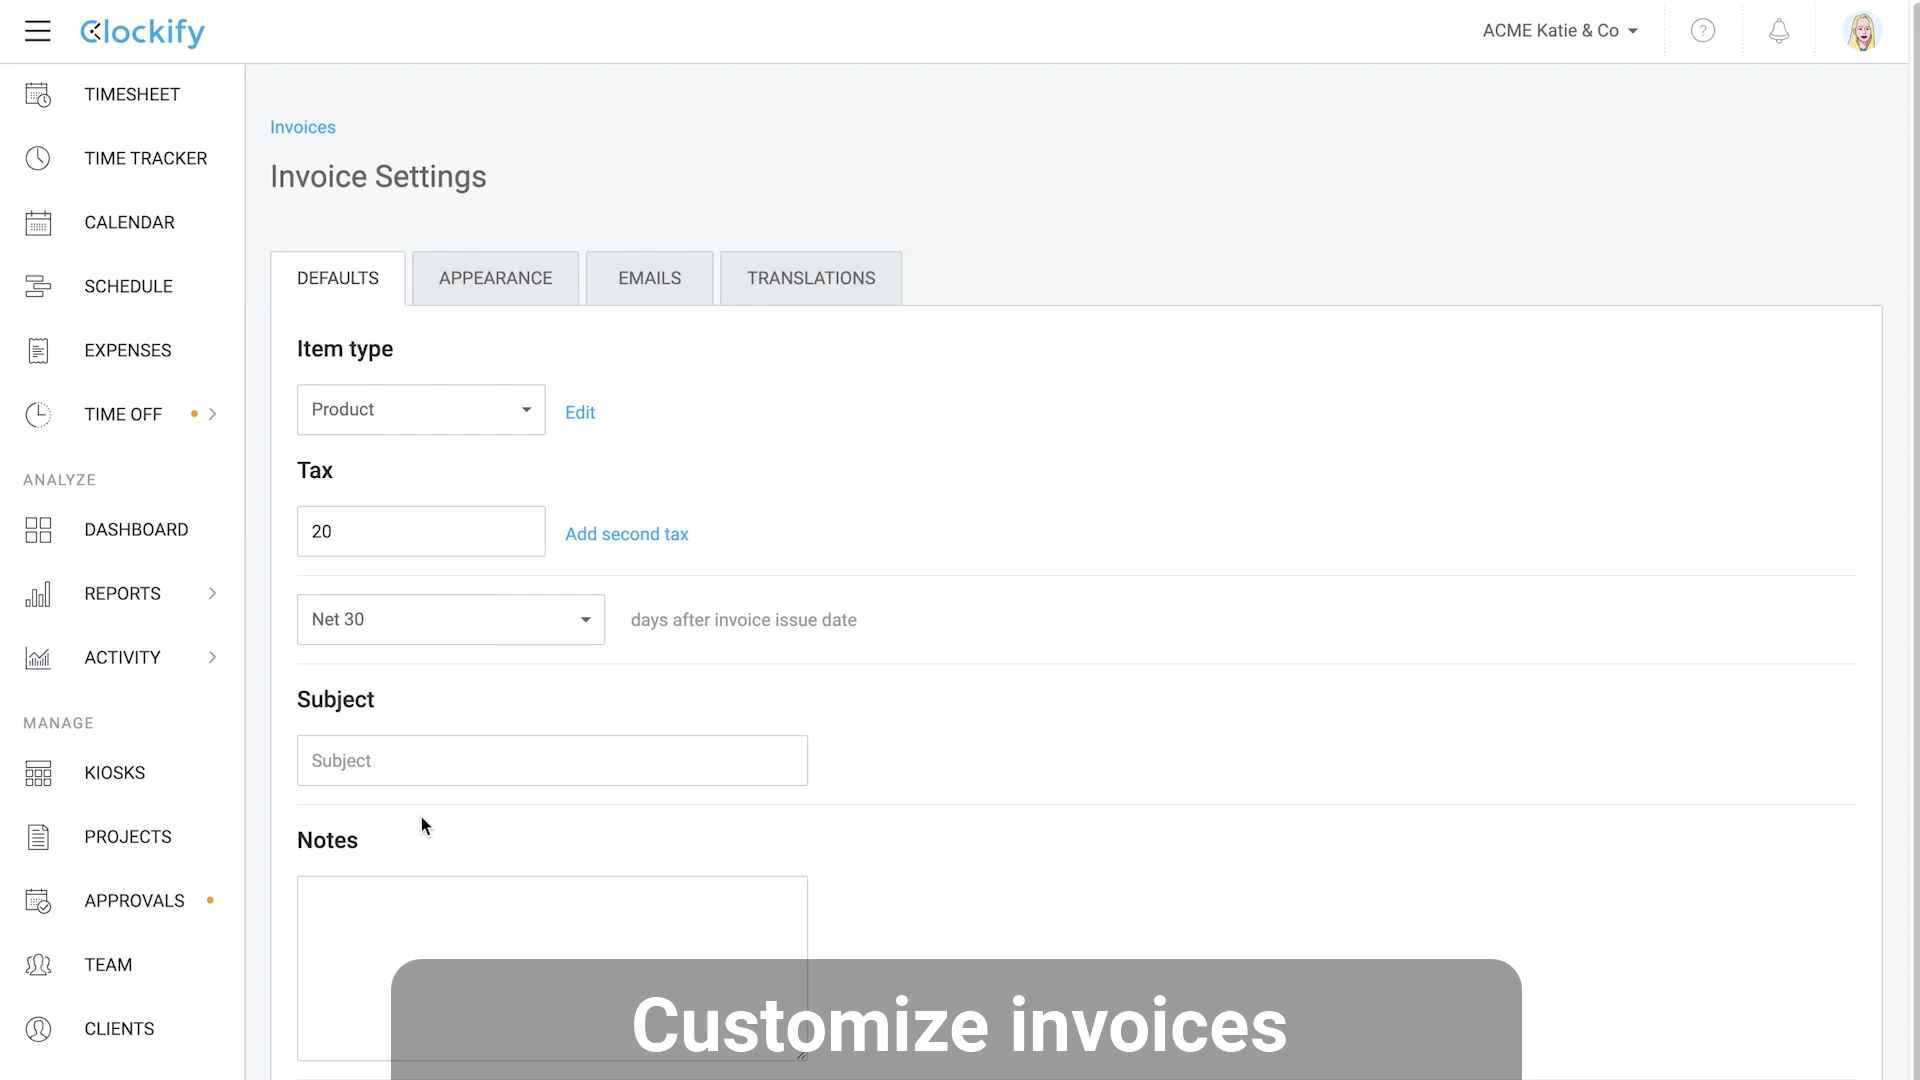 Clockify
ACME Katie & Co
?
TIMESHEET
TIME TRACKER
CALENDAR
SCHEDULE
EXPENSES
TIME OFF
ANALYZE
DASHBOARD
REPORTS
ACTIVITY
MANAGE
KIOSKS
PROJECTS
APPROVALS
TEAM
CLIENTS
Invoices
Invoice Settings
DEFAULTS
APPEARANCE
EMAILS
TRANSLATIONS
Item type
Product
Edit
Tax
20
Add second tax
Net 30
days after invoice issue date
Subject
Subject
Notes
Customize invoices